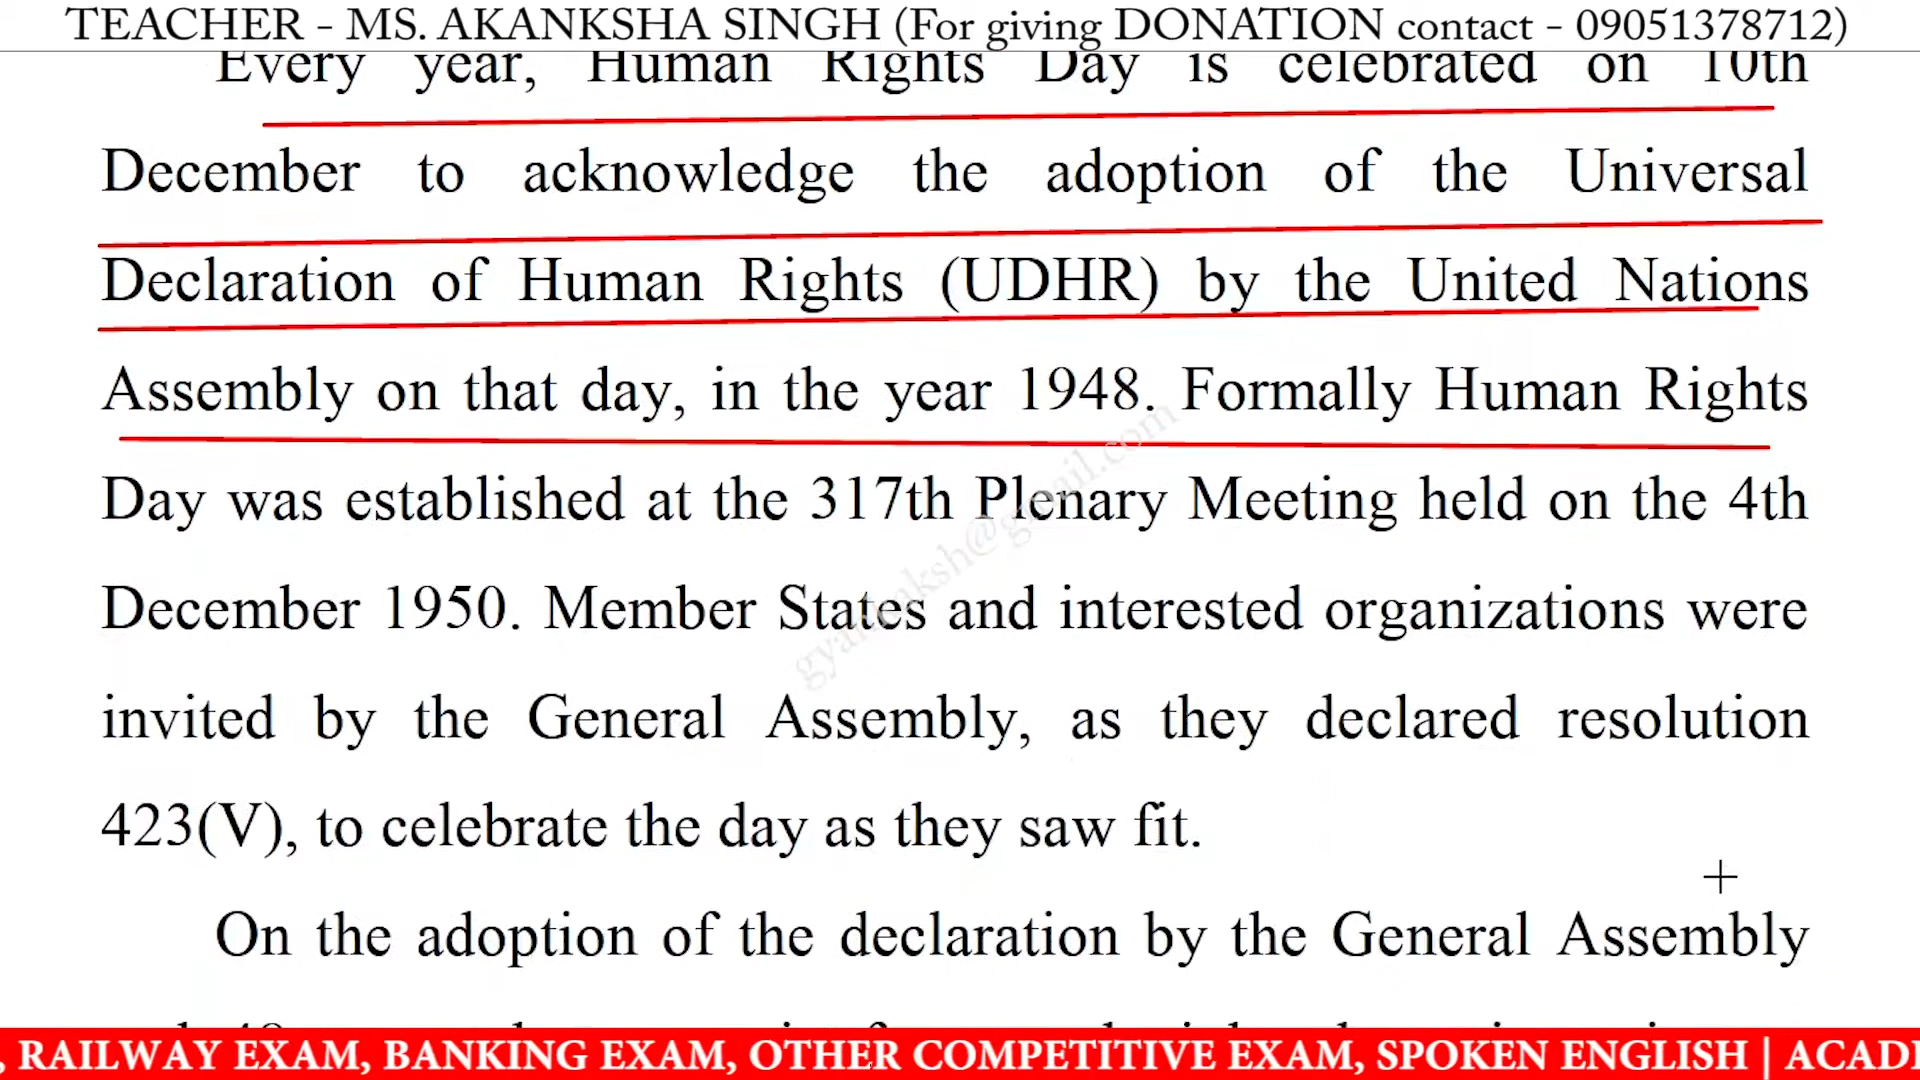 TEACHER - MS. AKANKSHA SINGH (For giving DONATION contact - 09051378712)
Every year, Human Rights Day is celebrated on 10th
December to acknowledge the adoption of the Universal
Declaration of Human Rights (UDHR) by the United Nations
Assembly on that day, in the year 1948. Formally Human Rights
Day was established at the 317th Plenary Meeting held on the 4th
December 1950. Member States and interested organizations were
invited by the General Assembly, as they declared resolution
423(V), to celebrate the day as they saw fit.
On the adoption of the declaration by the General Assembly
, RAILWAY EXAM, BANKING EXAM, OTHER COMPETITIVE EXAM, SPOKEN ENGLISH | ACADE